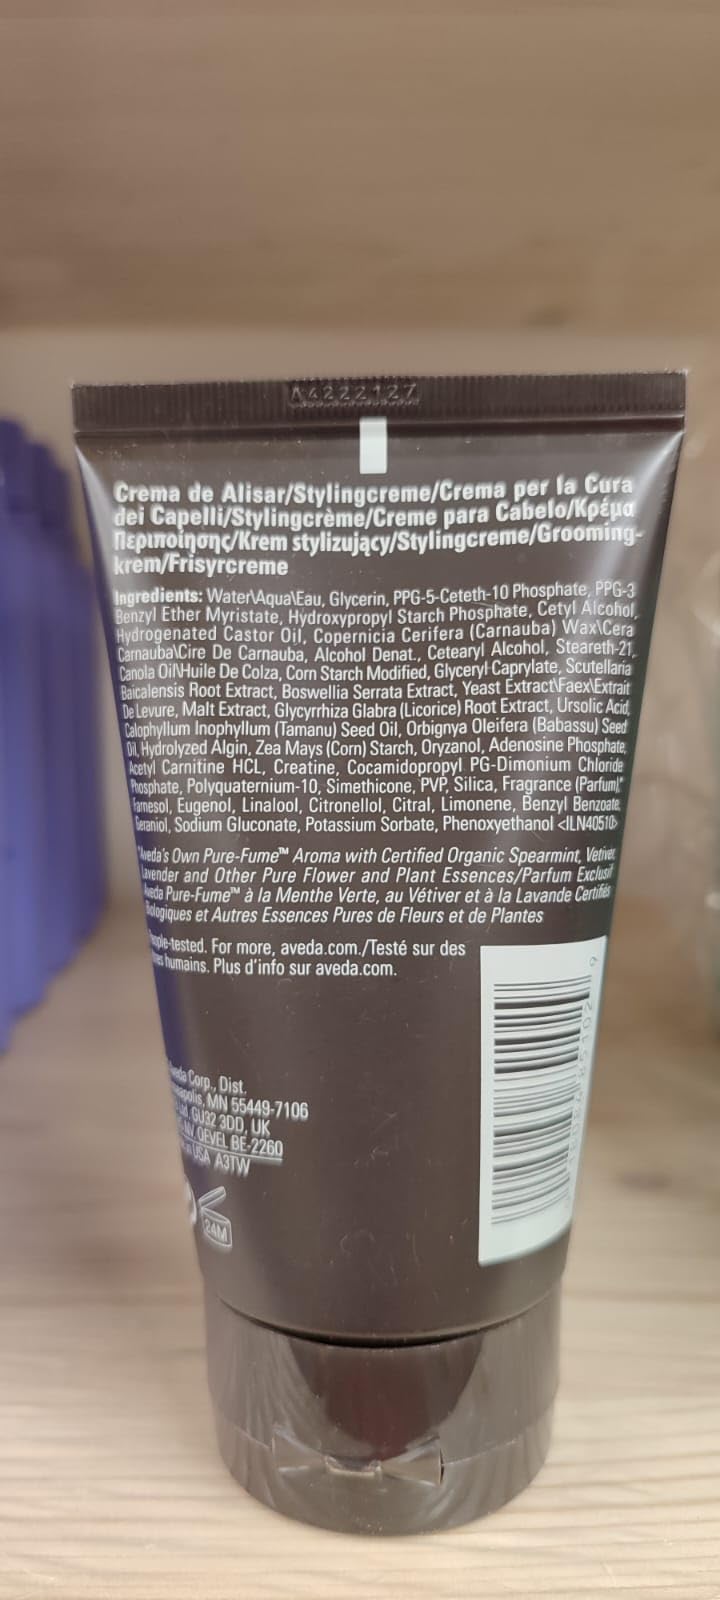 A4222127
Crema de Alisar/Stylingcreme/Crema per la Cura
dei Capelli/Stylingcrème/Creme para Cabelo/Κρέμα
Περιποίησης/Krem stylizujący/Stylingcreme/Grooming-
krem/Frisyrcreme
Ingredients: Water\Aqua\Eau, Glycerin, PPG-5-Ceteth-10 Phosphate, PPG-3
Benzyl Ether Myristate, Hydroxypropyl Starch Phosphate, Cetyl Alcohol,
Hydrogenated Castor Oil, Copernicia Cerifera (Carnauba) Wax\Cera
Carnauba\Cire De Carnauba, Alcohol Denat., Cetearyl Alcohol, Steareth-21,
Canola Oil\Huile De Colza, Corn Starch Modified, Glyceryl Caprylate, Scutellaria
Baicalensis Root Extract, Boswellia Serrata Extract, Yeast Extract\Faex\Extrait
De Levure, Malt Extract, Glycyrrhiza Glabra (Licorice) Root Extract, Ursolic Acid,
Calophyllum Inophyllum (Tamanu) Seed Oil, Orbignya Oleifera (Babassu) Seed
Oil, Hydrolyzed Algin, Zea Mays (Corn) Starch, Oryzanol, Adenosine Phosphate,
Acetyl Carnitine HCL, Creatine, Cocamidopropyl PG-Dimonium Chloride
Phosphate, Polyquaternium-10, Simethicone, PVP, Silica, Fragrance (Parfum)*,
Farnesol, Eugenol, Linalool, Citronellol, Citral, Limonene, Benzyl Benzoate,
Geraniol, Sodium Gluconate, Potassium Sorbate, Phenoxyethanol <ILN40510>
*Aveda's Own Pure-Fume™ Aroma with Certified Organic Spearmint, Vetiver,
Lavender and Other Pure Flower and Plant Essences/Parfum Exclusif
Aveda Pure-Fume™ à la Menthe Verte, au Vétiver et à la Lavande Certifiés
Biologiques et Autres Essences Pures de Fleurs et de Plantes
People-tested. For more, aveda.com./Testé sur des
humains. Plus d'info sur aveda.com.
Aveda Corp., Dist.
MN 55449-7106
GU32 3DD, UK
NV OEVEL BE-2260
USA A3TW
24M